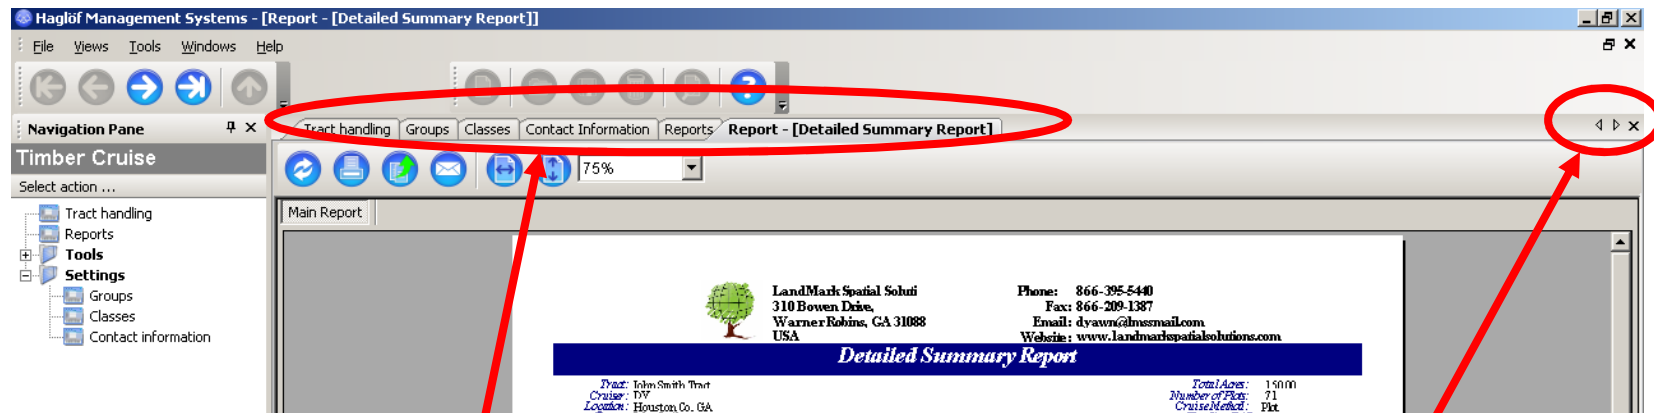 Haglöf Management Systems - [Report - [Detailed Summary Report]]
File Views Tools Windows Help
Navigation Pane
Tract handling Groups Classes Contact Information Reports Report - [Detailed Summary Report]
Timber Cruise
75%
Select action ...
Main Report
Tract handling
Reports
Tools
Settings
Groups
Classes
Contact information
LandMark Spatial Soluti
310 Bowen Drive,
Warner Robins, GA 31088
USA
Phone: 866-395-5440
Fax: 866-209-1387
Email: dyawn@lmssmail.com
Website: www.landmarkspatialsolutions.com
Detailed Summary Report
Tract: John Smith Tract
Cruiser: DY
Location: Houston, Co. GA
Total Acres: 150.00
Number of Plots: 71
Cruise Method: Plot